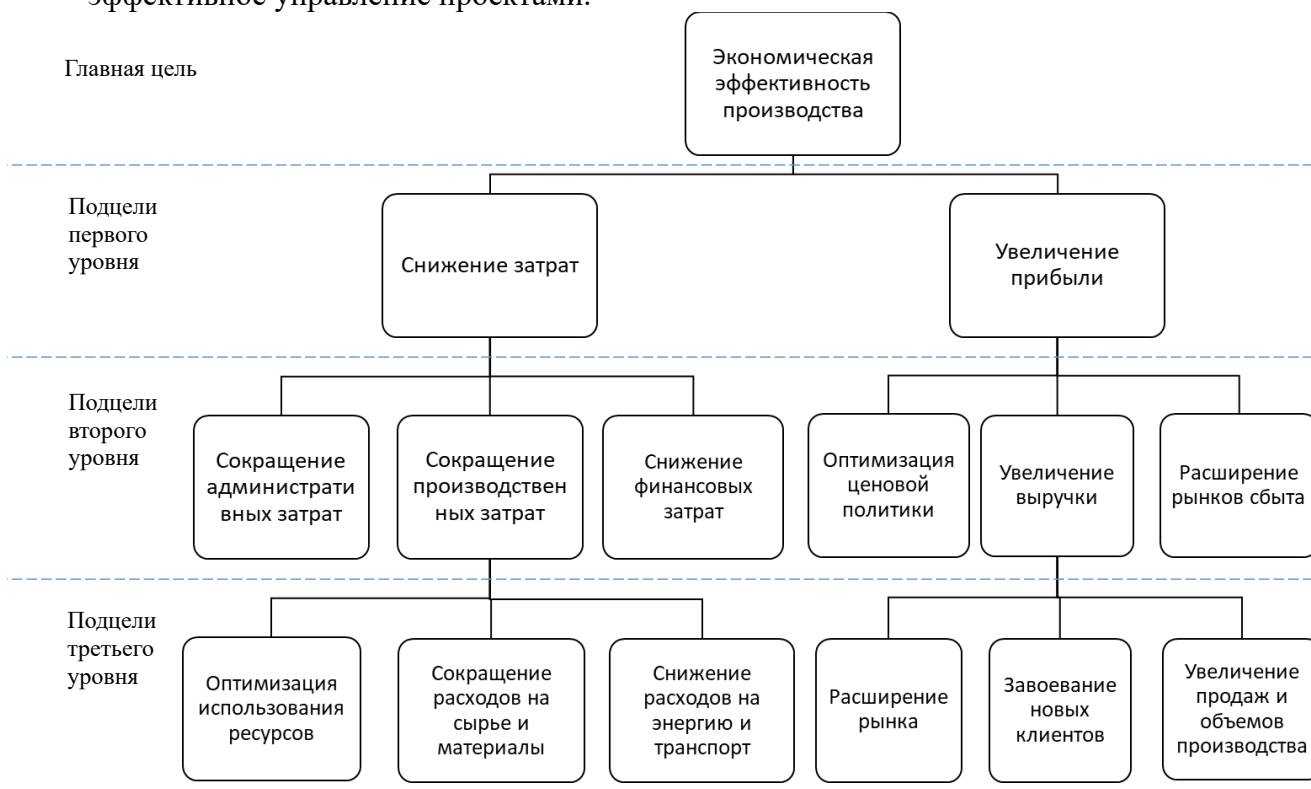 эффективное управление проектами.
Главная цель
Экономическая
эффективность
производства
Подцели
первого
уровня
Снижение затрат
Увеличение
прибыли
Подцели
второго
уровня
Сокращение
администрати
вных затрат
Сокращение
производствен
ных затрат
Снижение
финансовых
затрат
Оптимизация
ценовой
политики
Увеличение
выручки
Расширение
рынков сбыта
Подцели
третьего
уровня
Оптимизация
использования
ресурсов
Сокращение
расходов на
сырье и
материалы
Снижение
расходов на
энергию и
транспорт
Расширение
рынка
Завоевание
новых
клиентов
Увеличение
продаж и
объемов
производства